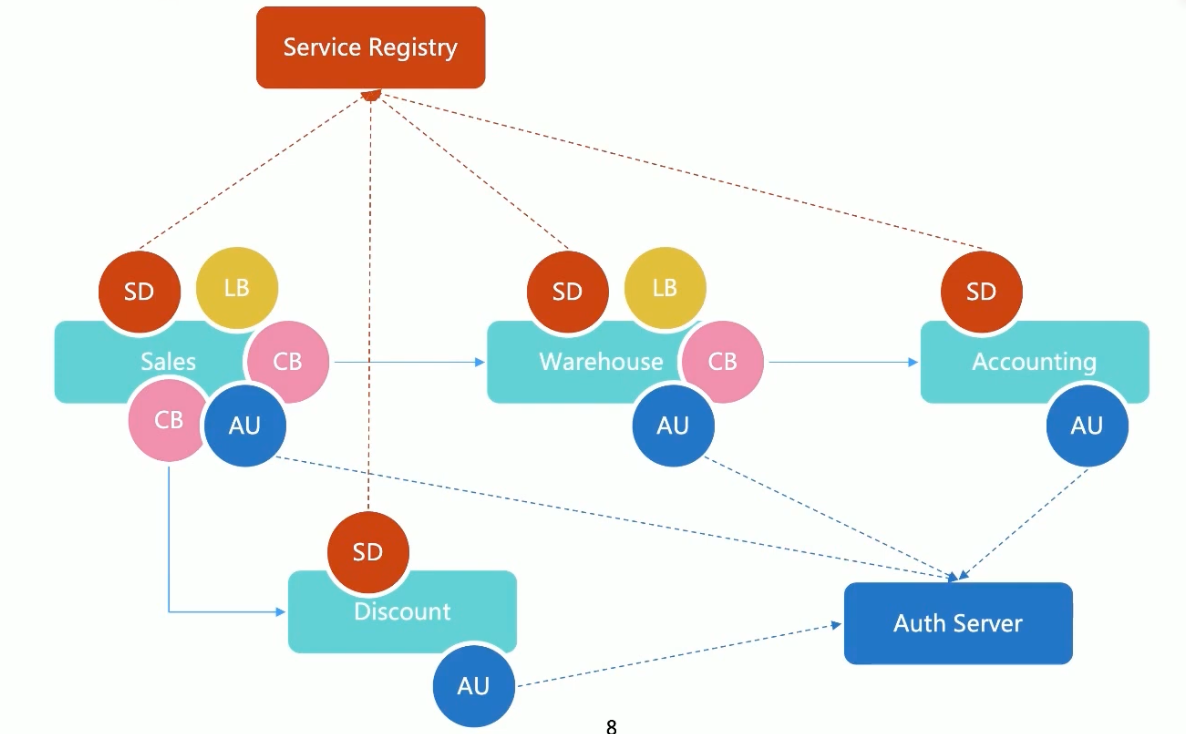 Service Registry
SD
LB
SD
LB
SD
Sales
CB
Warehouse
CB
Accounting
CB
AU
AU
AU
SD
Discount
Auth Server
AU
8